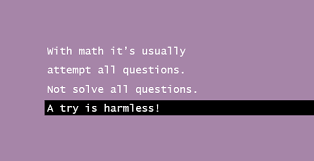 With math it's usually
attempt all questions.
Not solve all questions.
A try is harmless!